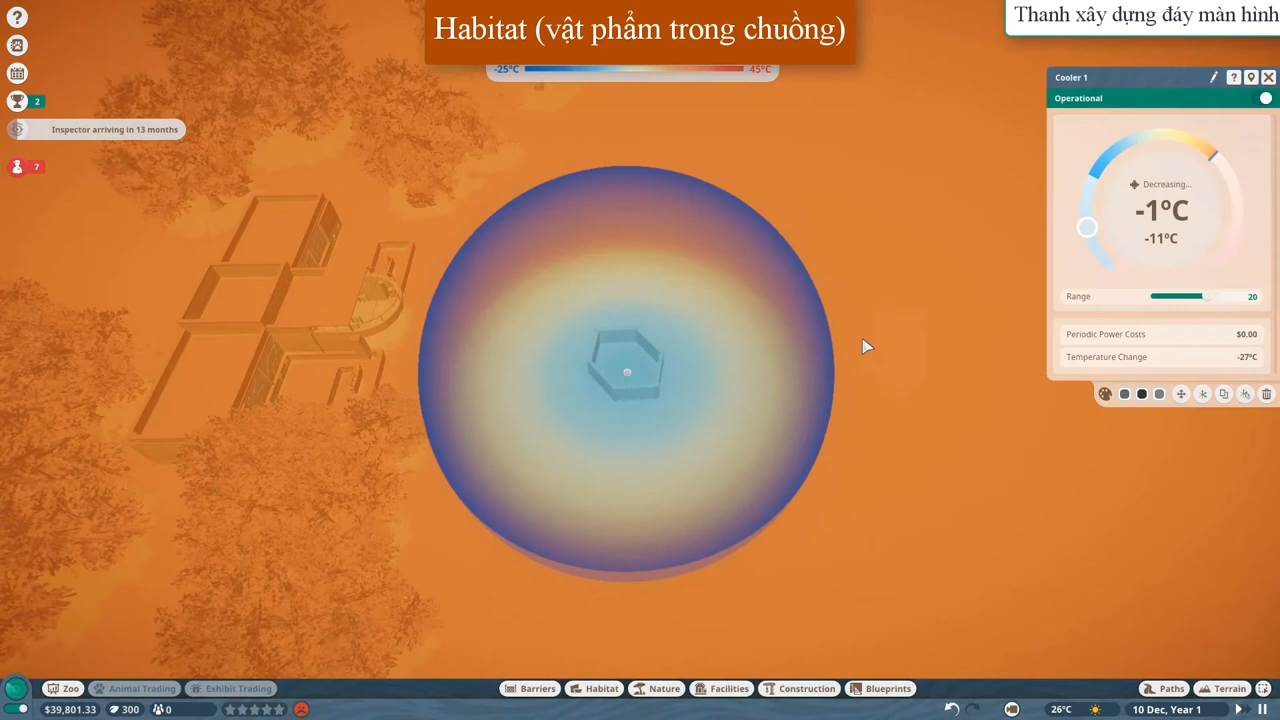 Habitat (vật phẩm trong chuồng)
Thanh xây dựng đáy màn hình
-25°C
45°C
2
Inspector arriving in 13 months
7
Cooler 1
?
Operational
Decreasing...
-1°C
-11°C
Range
20
Periodic Power Costs
$0.00
Temperature Change
-27°C
Zoo
Animal Trading
Exhibit Trading
Barriers
Habitat
Nature
Facilities
Construction
Blueprints
Paths
Terrain
$39,801.33
300
0
26°C
10 Dec, Year 1